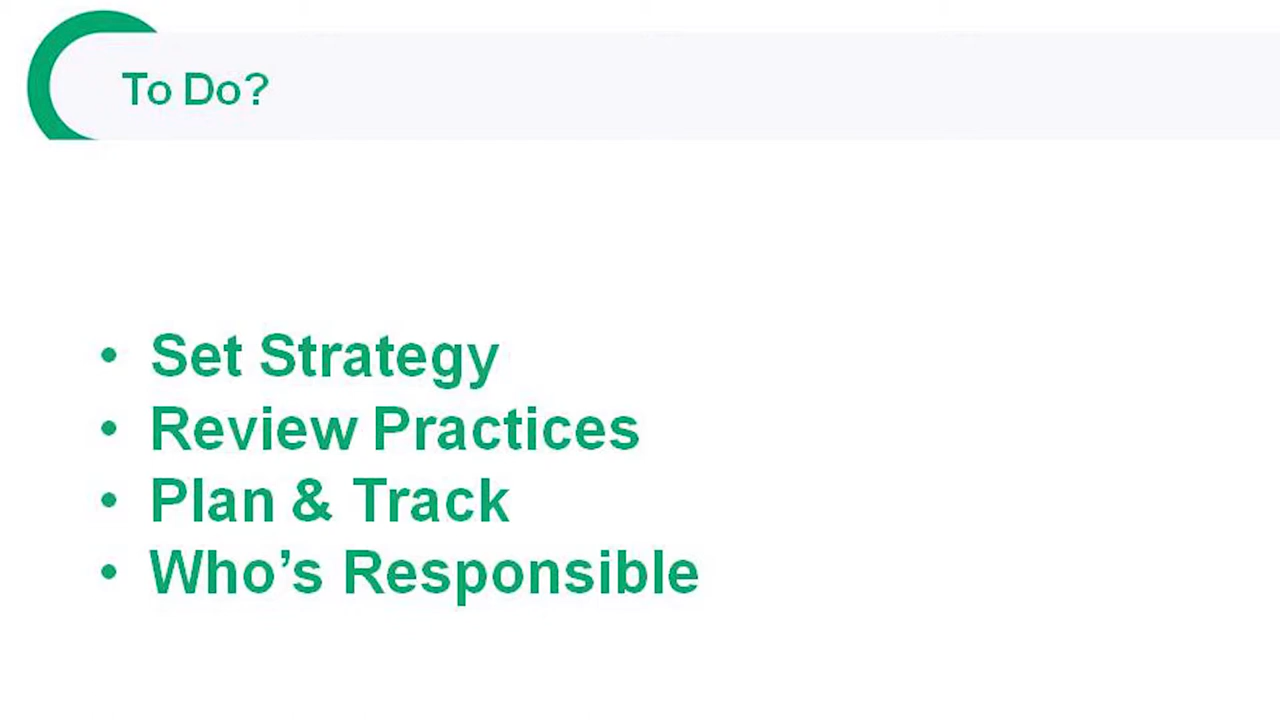 To Do?
• Set Strategy
• Review Practices
• Plan & Track
• Who’s Responsible